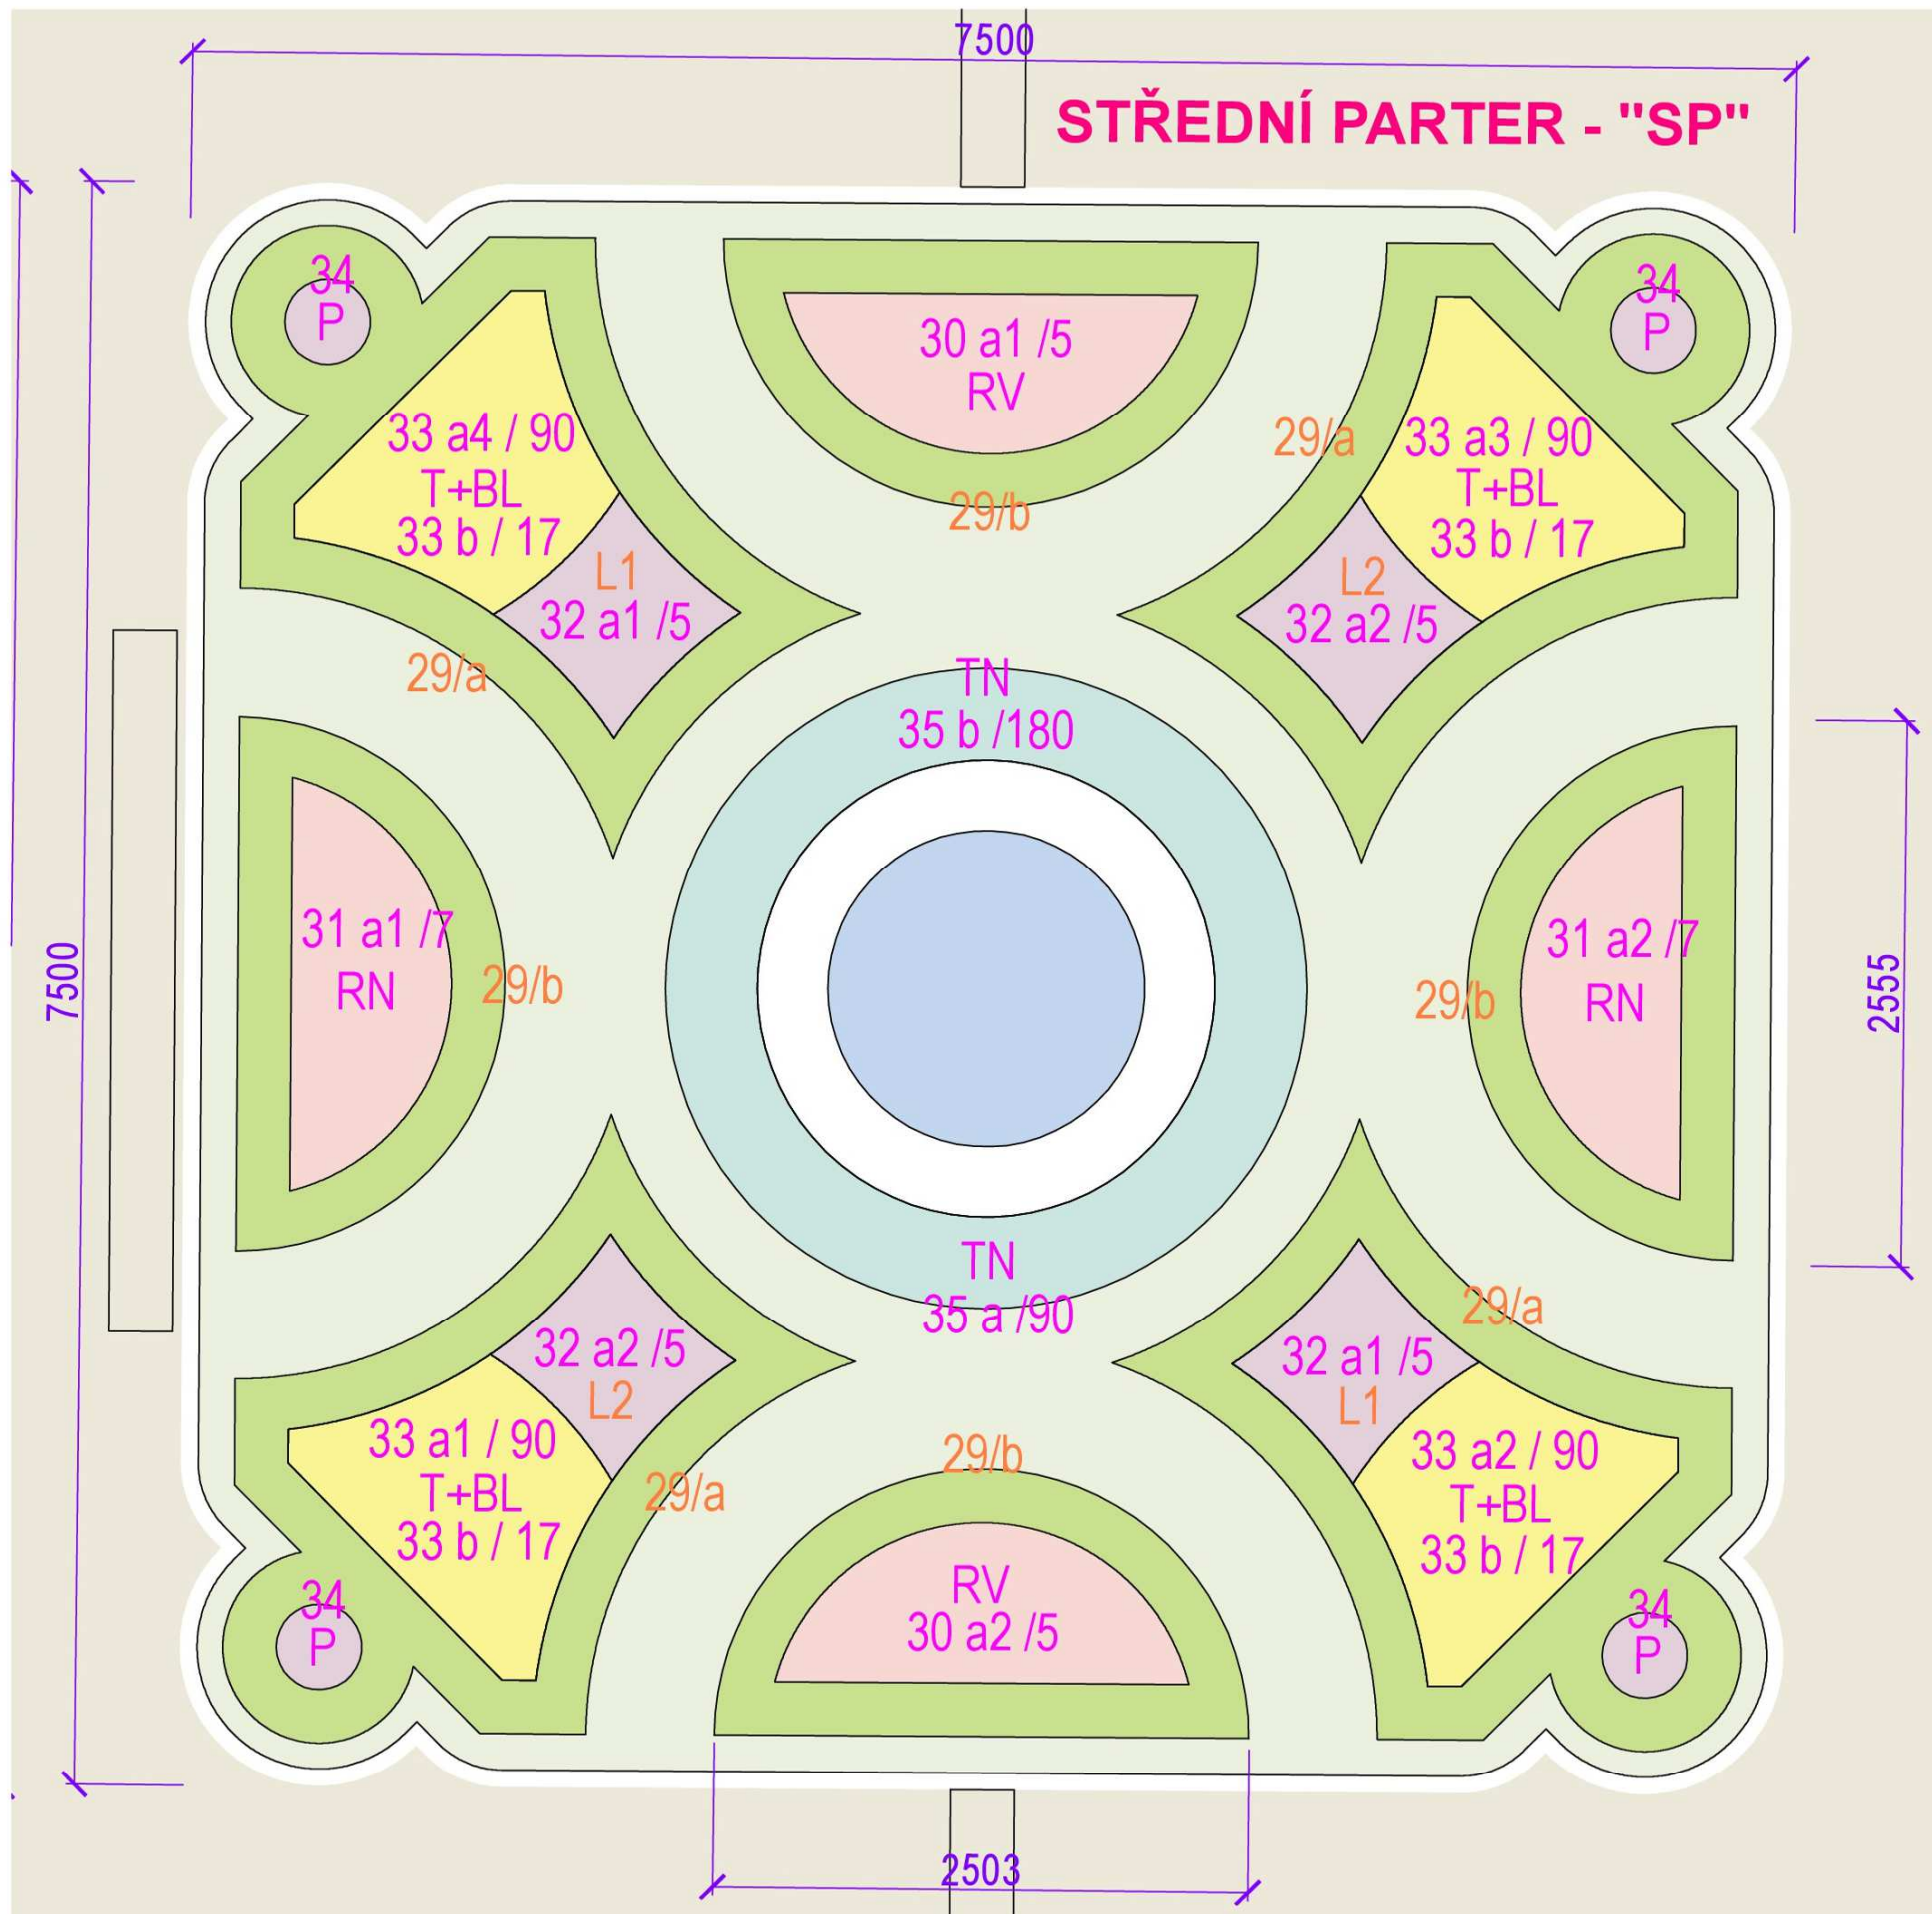 7500
STŘEDNÍ PARTER - "SP"
34
P
34
P
30 a1 /5
RV
33 a4 / 90
T+BL
33 b / 17
29/a
33 a3 / 90
T+BL
33 b / 17
29/b
L1
32 a1 /5
L2
32 a2 /5
29/a
TN
35 b /180
31 a1 /7
RN
29/b
31 a2 /7
RN
29/b
7500
2555
TN
35 a /90
29/a
32 a2 /5
L2
32 a1 /5
L1
33 a1 / 90
T+BL
33 b / 17
29/a
29/b
33 a2 / 90
T+BL
33 b / 17
RV
30 a2 /5
34
P
34
P
2503